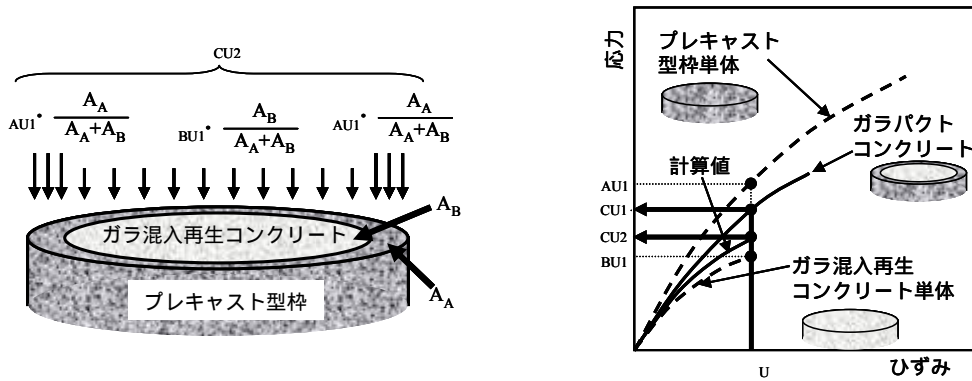 CU2
AU1・ A_A / A_A+A_B
BU1・ A_B / A_A+A_B
AU1・ A_A / A_A+A_B
ガラ混入再生コンクリート
A_B
A_A
プレキャスト型枠
応力
プレキャスト
型枠単体
ガラパクト
コンクリート
計算値
AU1
CU1
CU2
BU1
ガラ混入再生
コンクリート単体
U
ひずみ